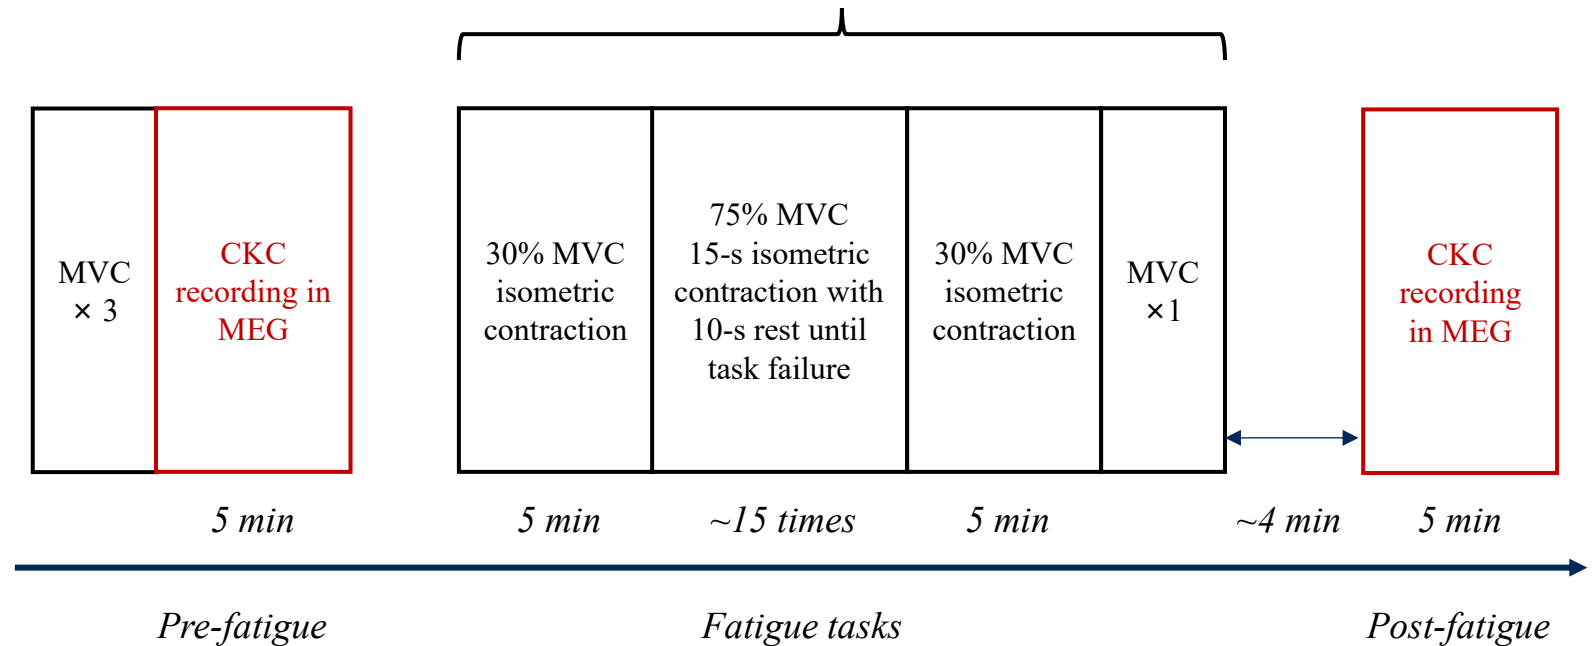 MVC
× 3
CKC
recording in
MEG
30% MVC
isometric
contraction
75% MVC
15-s isometric
contraction with
10-s rest until
task failure
30% MVC
isometric
contraction
MVC
×1
CKC
recording
in MEG
5 min
5 min
~15 times
5 min
~4 min
5 min
Pre-fatigue
Fatigue tasks
Post-fatigue